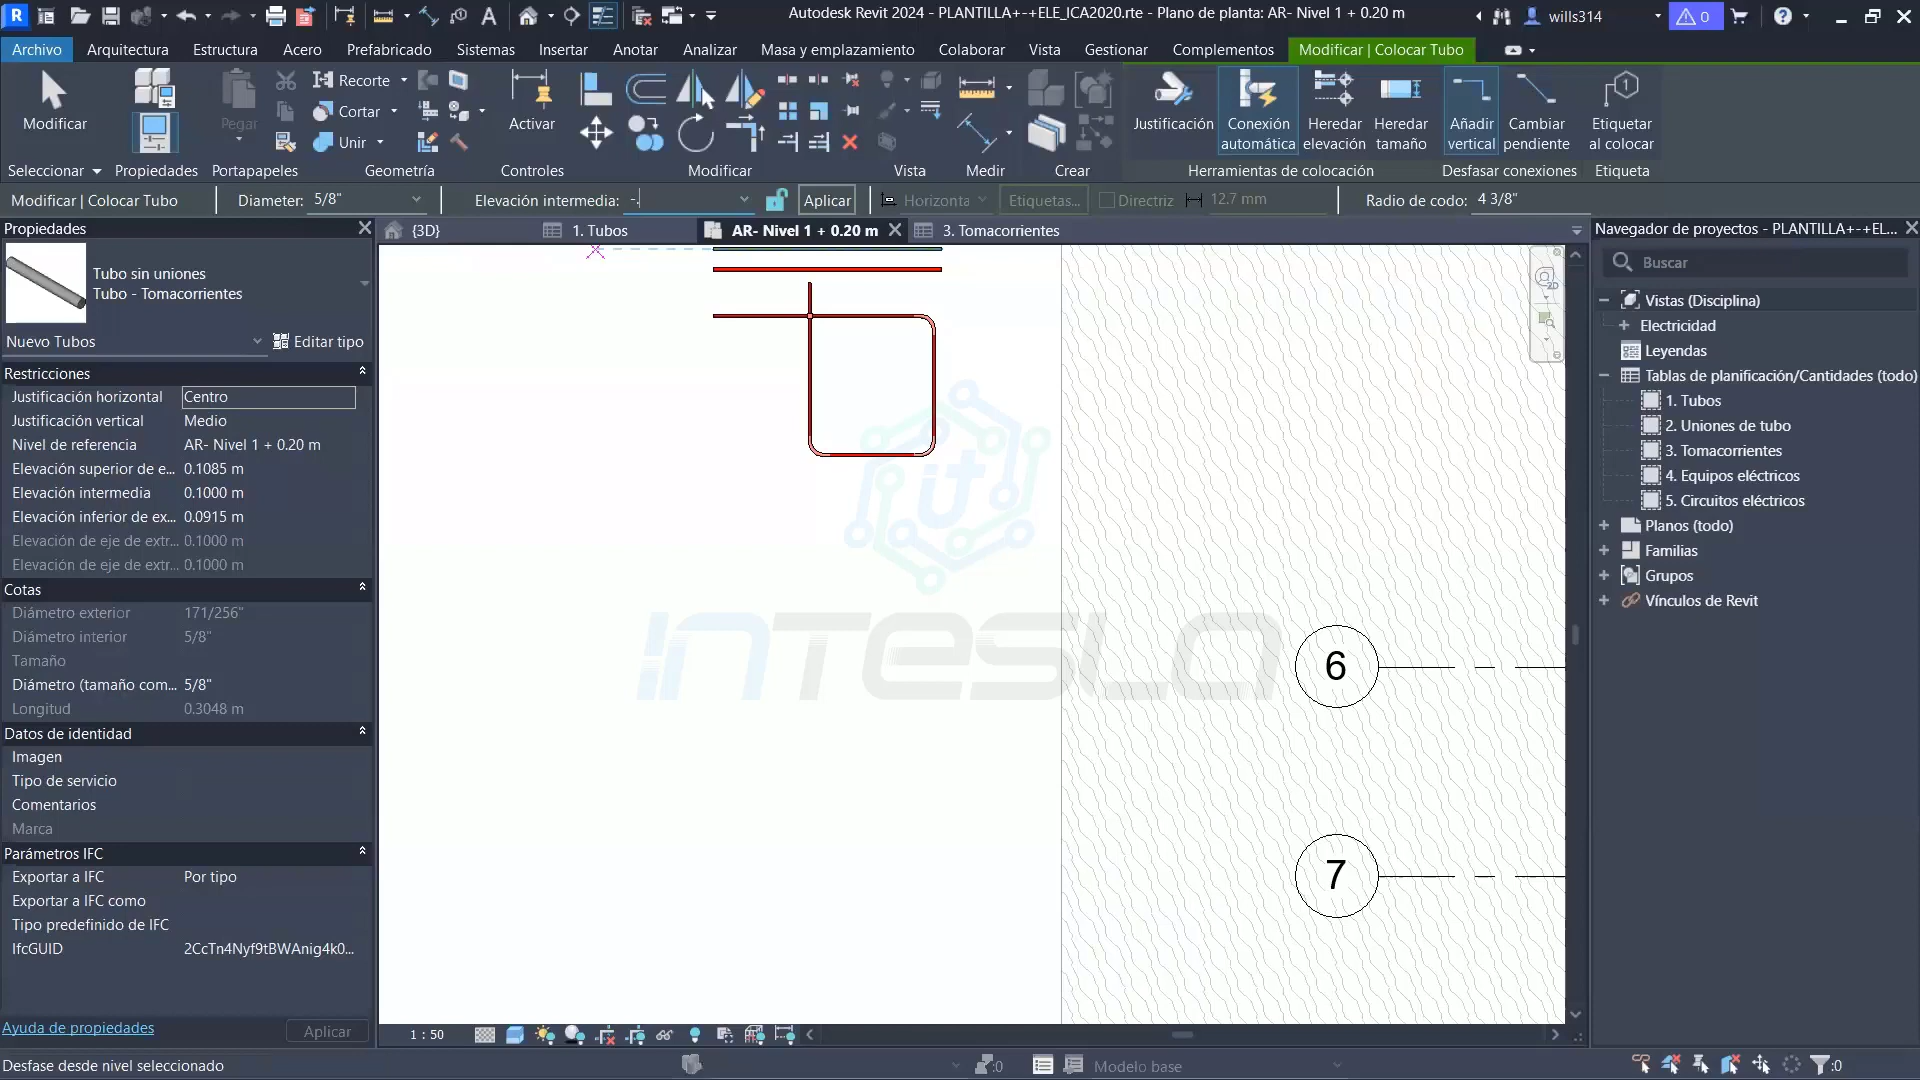 Autodesk Revit 2024 - PLANTILLA+-+ELE_ICA2020.rte - Plano de planta: AR- Nivel 1 + 0.20 m
wills314
0
Archivo
Arquitectura
Estructura
Acero
Prefabricado
Sistemas
Insertar
Anotar
Analizar
Masa y emplazamiento
Colaborar
Vista
Gestionar
Complementos
Modificar | Colocar Tubo
Modificar
Pegar
Recorte
Cortar
Unir
Activar
Justificación
Conexión automática
Heredar elevación
Heredar tamaño
Añadir vertical
Cambiar pendiente
Etiquetar al colocar
Seleccionar
Propiedades
Portapapeles
Geometría
Controles
Modificar
Vista
Medir
Crear
Herramientas de colocación
Desfasar conexiones
Etiqueta
Modificar | Colocar Tubo
Diameter: 5/8"
Elevación intermedia: -.
Aplicar
Horizonta
Etiquetas...
Directriz
12.7 mm
Radio de codo: 4 3/8"
Propiedades
{3D}
1. Tubos
AR- Nivel 1 + 0.20 m
3. Tomacorrientes
Navegador de proyectos - PLANTILLA+-+EL...
Tubo sin uniones
Tubo - Tomacorrientes
Nuevo Tubos
Editar tipo
Restricciones
Justificación horizontal Centro
Justificación vertical Medio
Nivel de referencia AR- Nivel 1 + 0.20 m
Elevación superior de e... 0.1085 m
Elevación intermedia 0.1000 m
Elevación inferior de ex... 0.0915 m
Elevación de eje de extr... 0.1000 m
Elevación de eje de extr... 0.1000 m
Cotas
Diámetro exterior 171/256"
Diámetro interior 5/8"
Tamaño
Diámetro (tamaño com... 5/8"
Longitud 0.3048 m
Datos de identidad
Imagen
Tipo de servicio
Comentarios
Marca
Parámetros IFC
Exportar a IFC Por tipo
Exportar a IFC como
Tipo predefinido de IFC
IfcGUID 2CcTn4Nyf9tBWAnig4k0...
Ayuda de propiedades
Aplicar
2D
it
INTESLA
6
7
Buscar
Vistas (Disciplina)
Electricidad
Leyendas
Tablas de planificación/Cantidades (todo)
1. Tubos
2. Uniones de tubo
3. Tomacorrientes
4. Equipos eléctricos
5. Circuitos eléctricos
Planos (todo)
Familias
Grupos
Vínculos de Revit
1 : 50
Desfase desde nivel seleccionado
:0
Modelo base
:0